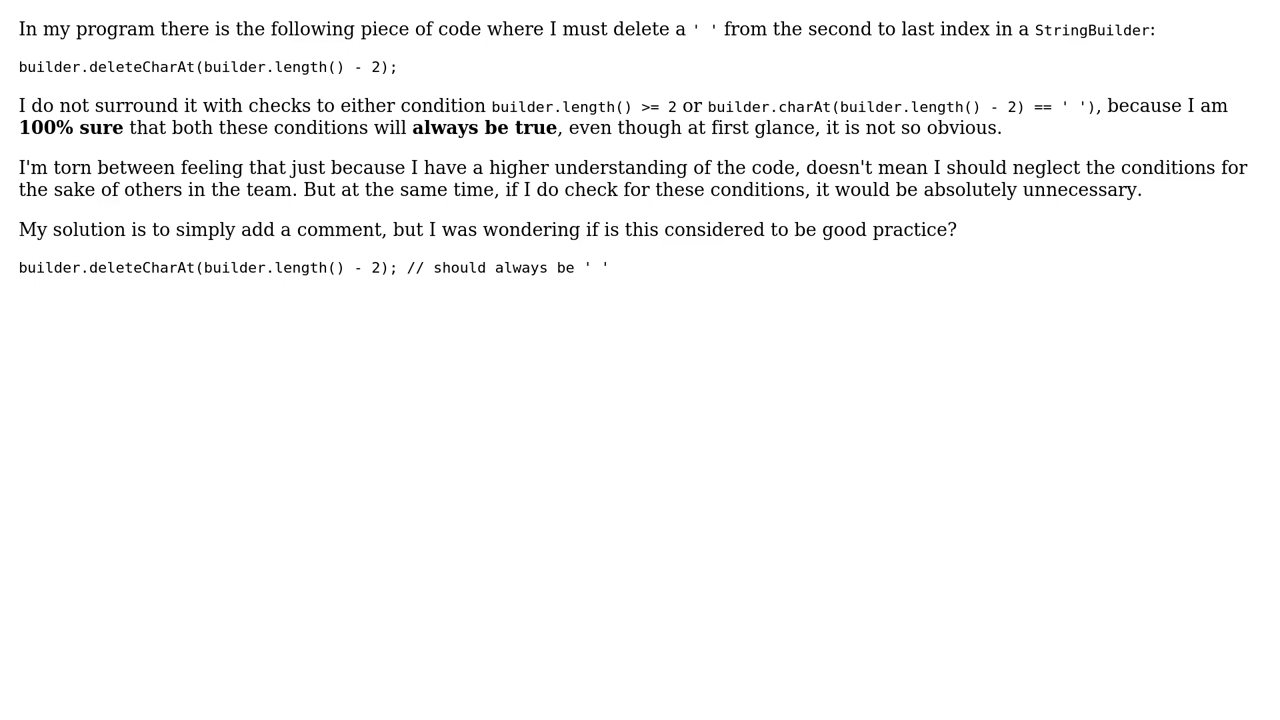 In my program there is the following piece of code where I must delete a ' ' from the second to last index in a StringBuilder:
builder.deleteCharAt(builder.length() - 2);
I do not surround it with checks to either condition builder.length() >= 2 or builder.charAt(builder.length() - 2) == ' '), because I am
100% sure that both these conditions will always be true, even though at first glance, it is not so obvious.
I'm torn between feeling that just because I have a higher understanding of the code, doesn't mean I should neglect the conditions for
the sake of others in the team. But at the same time, if I do check for these conditions, it would be absolutely unnecessary.
My solution is to simply add a comment, but I was wondering if is this considered to be good practice?
builder.deleteCharAt(builder.length() - 2); // should always be ' '